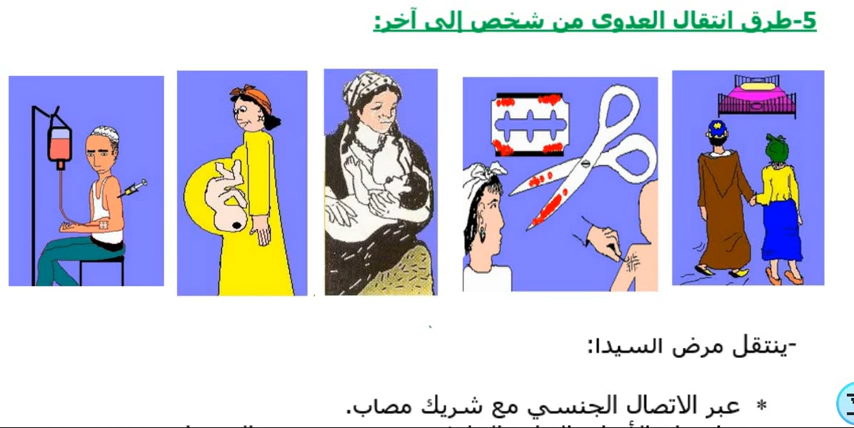 5-طرق انتقال العدوى من شخص إلى آخر:
-ينتقل مرض السيدا:
* عبر الاتصال الجنسي مع شريك مصاب.